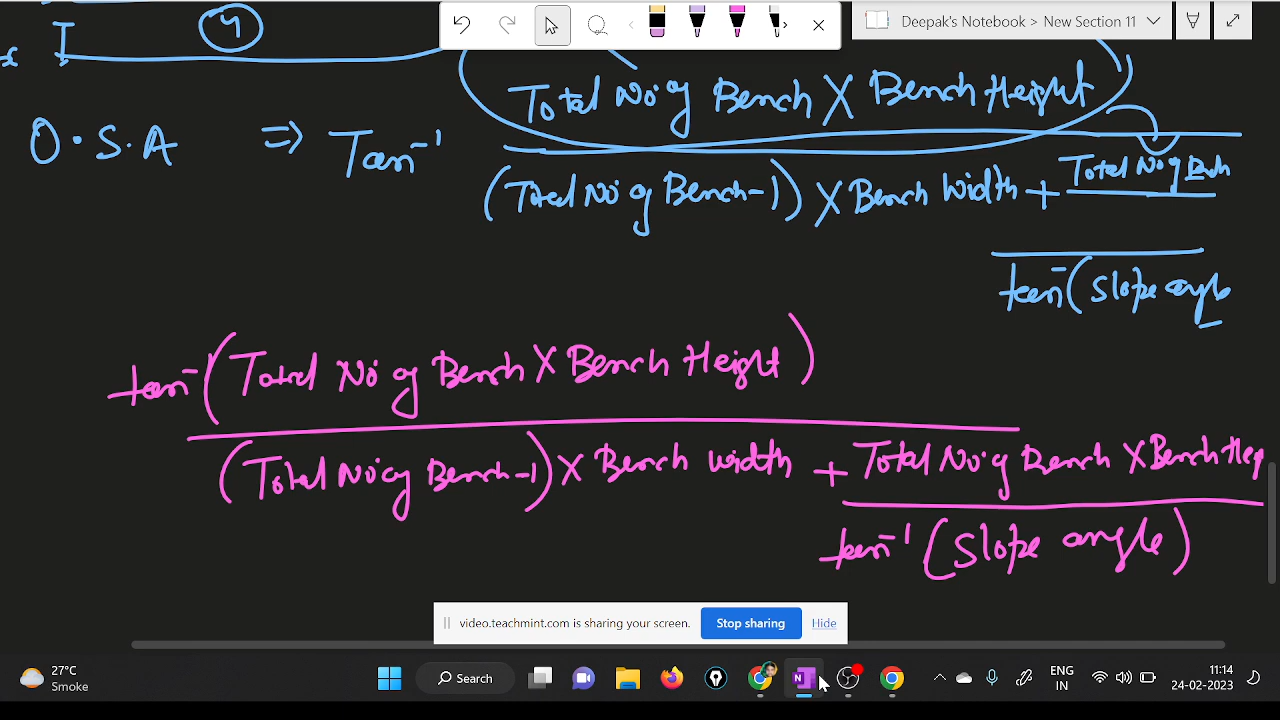 Deepak's Notebook > New Section 11
4
Total No of Bench X Bench Height
O.S.A => Tan⁻¹
(Total No of Bench-1) X Bench Width + Total No of Bench
tan⁻(Slope angle
tan⁻(Total No of Bench X Bench Height)
(Total No of Bench-1) X Bench width + Total No of Bench X Bench Heg
tan⁻¹(Slope angle)
video.teachmint.com is sharing your screen. Stop sharing Hide
27°C
Smoke
Search
ENG
IN
11:14
24-02-2023